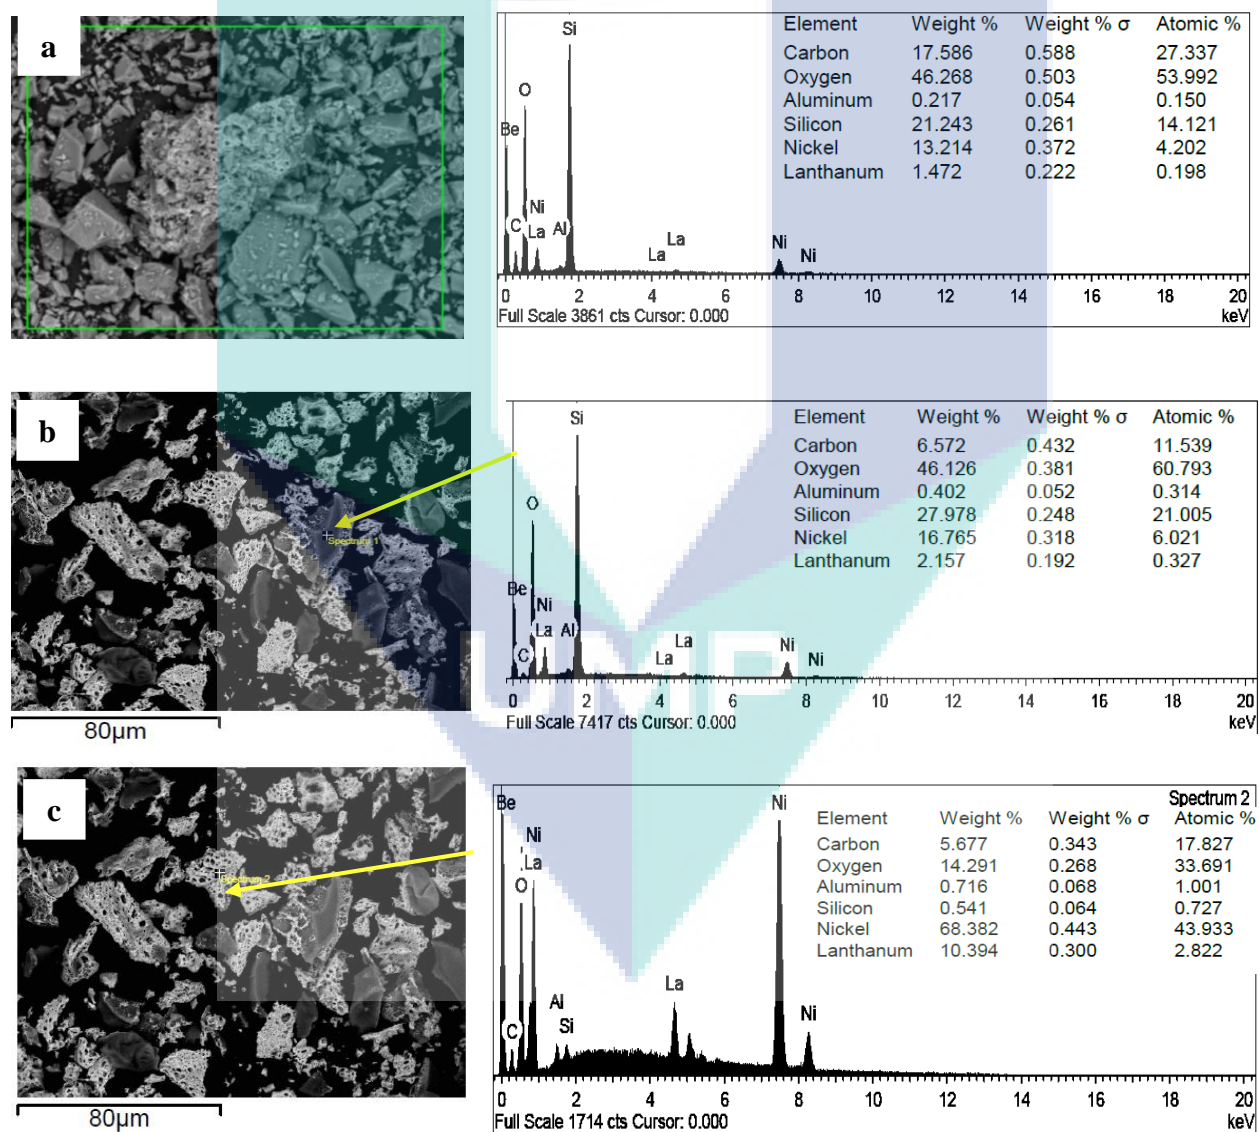 a
Element Weight % Weight % σ Atomic %
Carbon 17.586 0.588 27.337
Oxygen 46.268 0.503 53.992
Aluminum 0.217 0.054 0.150
Silicon 21.243 0.261 14.121
Nickel 13.214 0.372 4.202
Lanthanum 1.472 0.222 0.198
Si
O
Be
Ni
C La Al
La La
Ni
Ni
0 2 4 6 8 10 12 14 16 18 20
Full Scale 3861 cts Cursor: 0.000 keV
b
Spectrum 1
80µm
Element Weight % Weight % σ Atomic %
Carbon 6.572 0.432 11.539
Oxygen 46.126 0.381 60.793
Aluminum 0.402 0.052 0.314
Silicon 27.978 0.248 21.005
Nickel 16.765 0.318 6.021
Lanthanum 2.157 0.192 0.327
Si
O
Be
Ni
C La Al
La La
Ni
Ni
0 2 4 6 8 10 12 14 16 18 20
Full Scale 7417 cts Cursor: 0.000 keV
UMP
c
Spectrum 2
80µm
Spectrum 2
Element Weight % Weight % σ Atomic %
Carbon 5.677 0.343 17.827
Oxygen 14.291 0.268 33.691
Aluminum 0.716 0.068 1.001
Silicon 0.541 0.064 0.727
Nickel 68.382 0.443 43.933
Lanthanum 10.394 0.300 2.822
Be
Ni
La
O
C
Al
Si
La
Ni
Ni
0 2 4 6 8 10 12 14 16 18 20
Full Scale 1714 cts Cursor: 0.000 keV